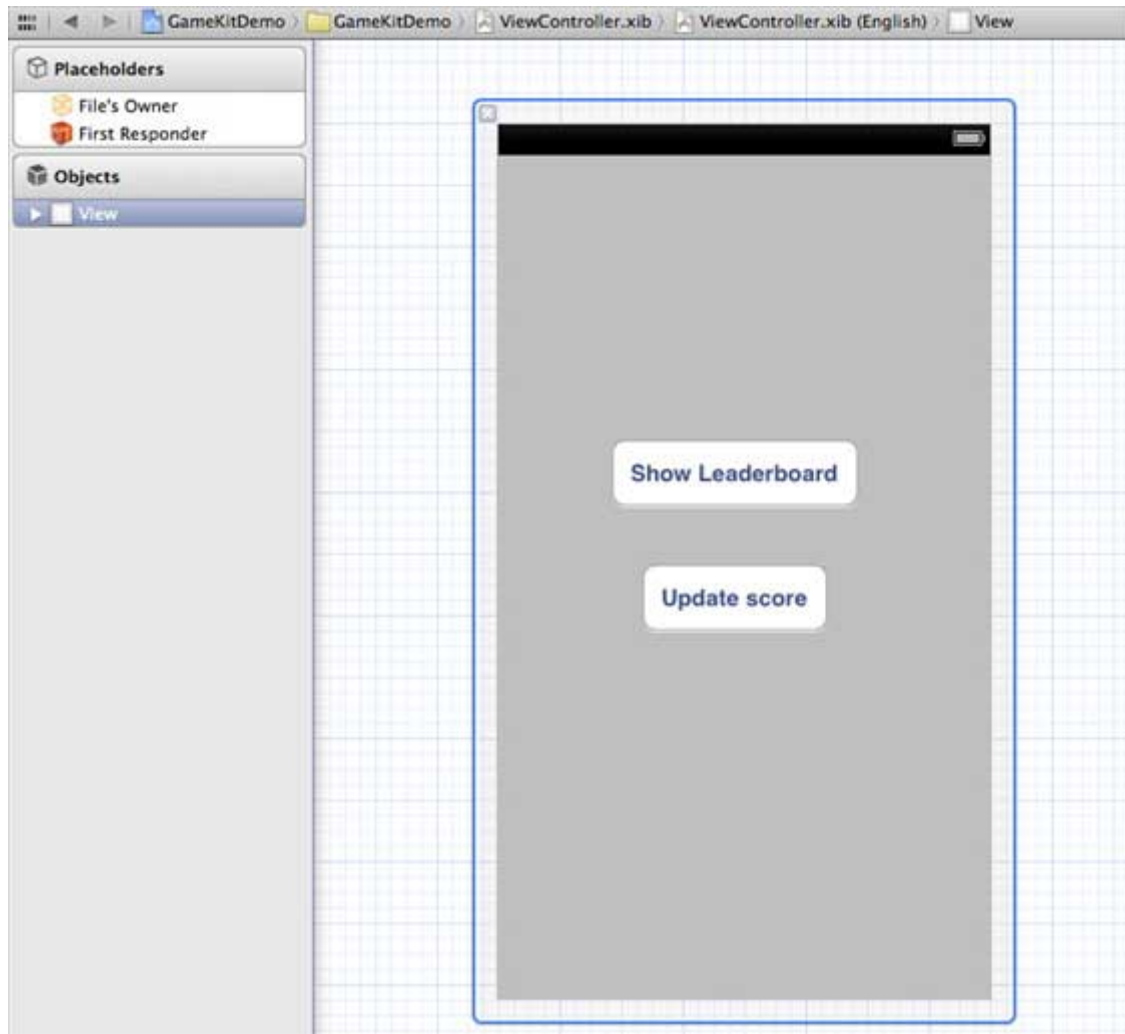 GameKitDemo GameKitDemo ViewController.xib ViewController.xib (English) View
Placeholders
File's Owner
First Responder
Objects
View
Show Leaderboard
Update score